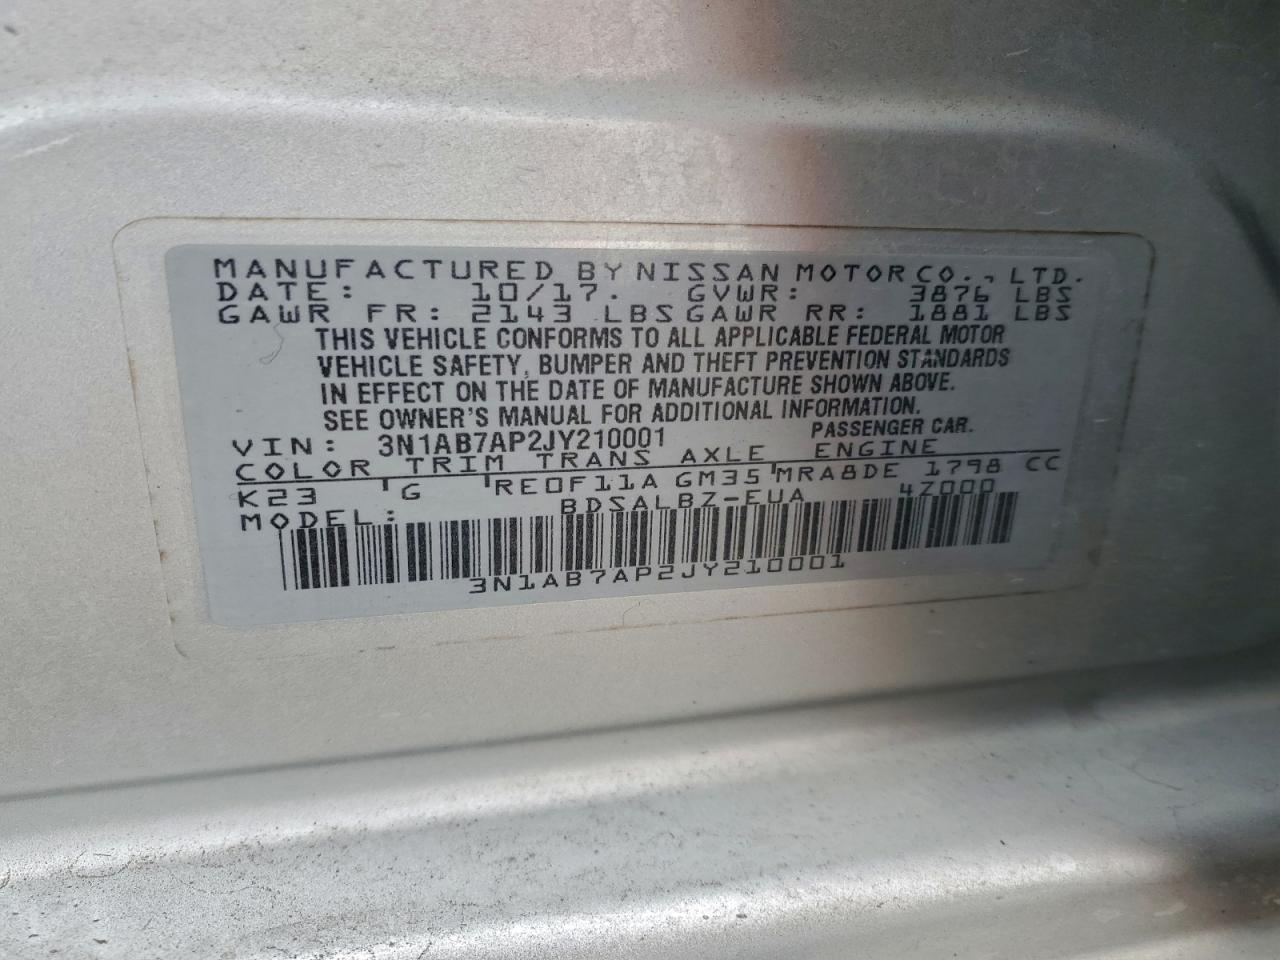 MANUFACTURED BY NISSAN MOTOR CO., LTD.
DATE: 10/17. GVWR: 3876 LBS
GAWR FR: 2143 LBS GAWR RR: 1881 LBS
THIS VEHICLE CONFORMS TO ALL APPLICABLE FEDERAL MOTOR
VEHICLE SAFETY, BUMPER AND THEFT PREVENTION STANDARDS
IN EFFECT ON THE DATE OF MANUFACTURE SHOWN ABOVE.
SEE OWNER'S MANUAL FOR ADDITIONAL INFORMATION.
VIN: 3N1AB7AP2JY210001 PASSENGER CAR.
COLOR TRIM TRANS AXLE ENGINE
K23 G RE0F11A GM35 MRA8DE 1798 CC
MODEL: BDSALBZ-EUA 4Z000
3N1AB7AP2JY210001